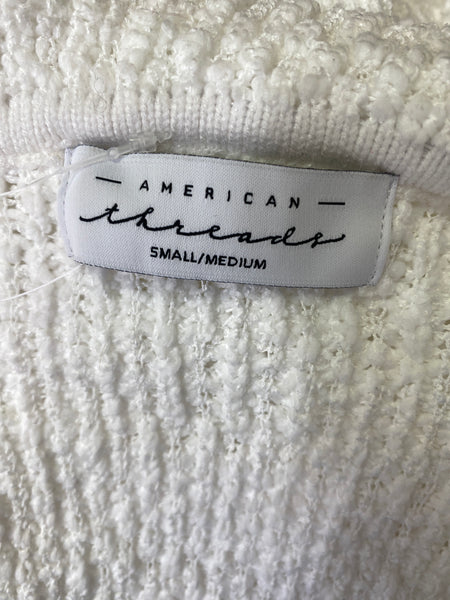 — AMERICAN —
threads
SMALL/MEDIUM